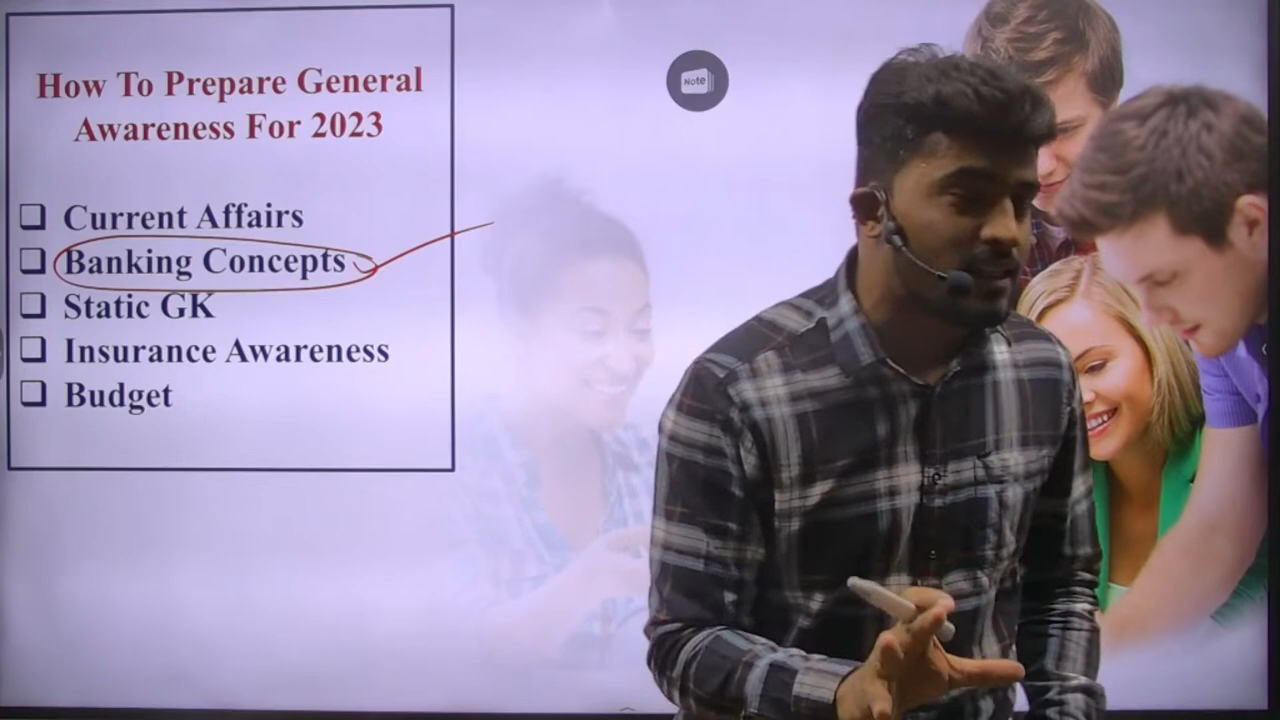 How To Prepare General
Awareness For 2023
Current Affairs
Banking Concepts
Static GK
Insurance Awareness
Budget
Note